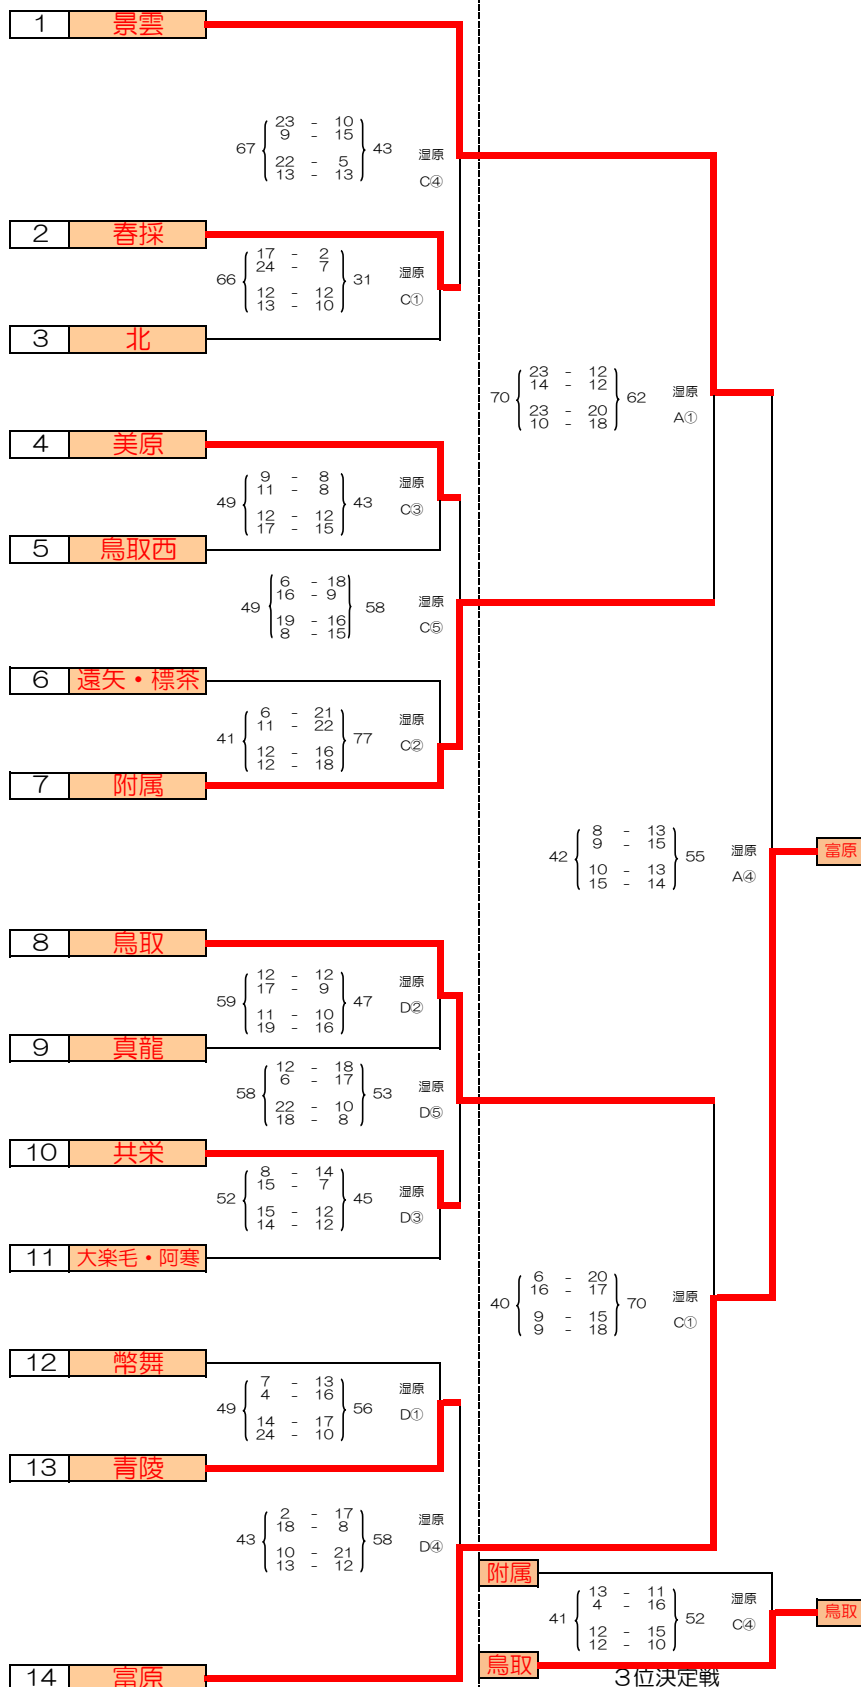 1 景雲
23 - 10
9 - 15
67 43 湿原
22 - 5
13 - 13 C④
2 春採
17 - 2
24 - 7
66 31 湿原
12 - 12
13 - 10 C①
3 北
23 - 12
14 - 12
70 62 湿原
23 - 20
10 - 18 A①
4 美原
9 - 8
11 - 8
49 43 湿原
12 - 12
17 - 15 C③
5 鳥取西
6 - 18
16 - 9
49 58 湿原
19 - 16
8 - 15 C⑤
6 遠矢・標茶
6 - 21
11 - 22
41 77 湿原
12 - 16
12 - 18 C②
7 附属
8 - 13
9 - 15
42 55 湿原 富原
10 - 13
15 - 14 A④
8 鳥取
12 - 12
17 - 9
59 47 湿原
11 - 10
19 - 16 D②
9 真龍
12 - 18
6 - 17
58 53 湿原
22 - 10
18 - 8 D⑤
10 共栄
8 - 14
15 - 7
52 45 湿原
15 - 12
14 - 12 D③
11 大楽毛・阿寒
6 - 20
16 - 17
40 70 湿原
9 - 15
9 - 18 C①
12 幣舞
7 - 13
4 - 16
49 56 湿原
14 - 17
24 - 10 D①
13 青陵
2 - 17
18 - 8
43 58 湿原
10 - 21
13 - 12 D④
附属
13 - 11
4 - 16
41 52 湿原 鳥取
12 - 15
12 - 10 C④
鳥取
3位決定戦
14 富原